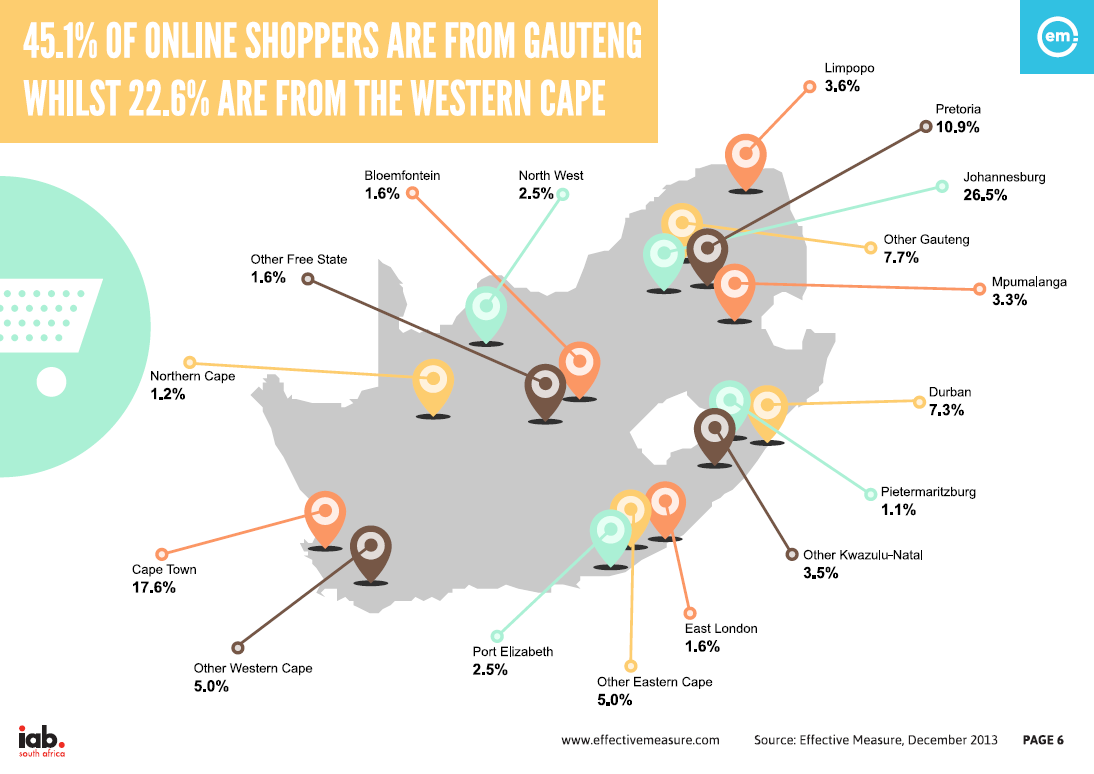 45.1% OF ONLINE SHOPPERS ARE FROM GAUTENG
WHILST 22.6% ARE FROM THE WESTERN CAPE
em
Limpopo
3.6%
Pretoria
10.9%
Johannesburg
26.5%
Other Gauteng
7.7%
Mpumalanga
3.3%
Bloemfontein
1.6%
North West
2.5%
Other Free State
1.6%
Northern Cape
1.2%
Durban
7.3%
Pietermaritzburg
1.1%
Other Kwazulu-Natal
3.5%
Cape Town
17.6%
Other Western Cape
5.0%
Port Elizabeth
2.5%
East London
1.6%
Other Eastern Cape
5.0%
iab.
south africa
www.effectivemeasure.com Source: Effective Measure, December 2013 PAGE 6